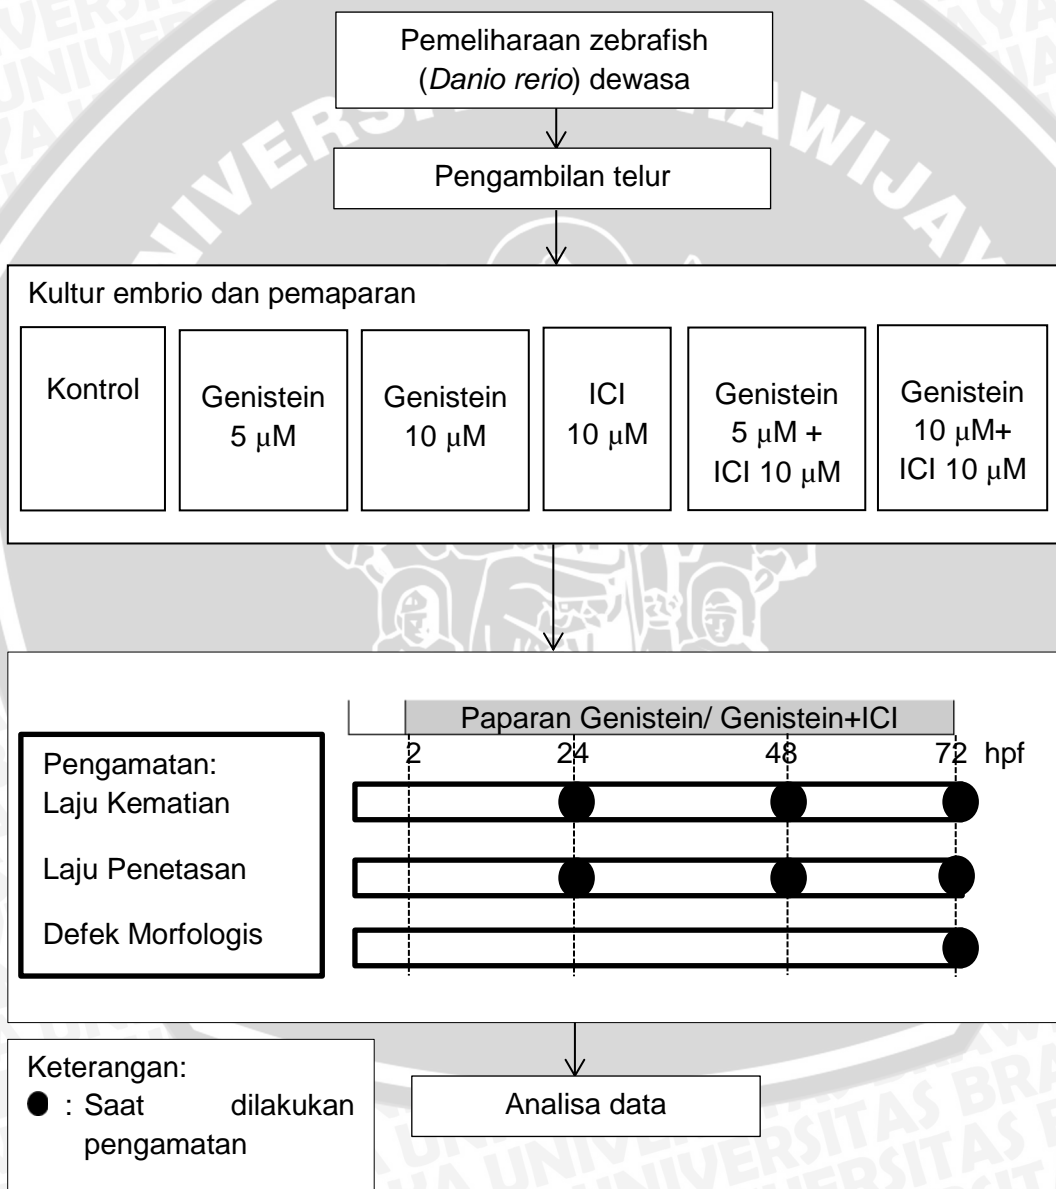 Pemeliharaan zebrafish
(Danio rerio) dewasa
Pengambilan telur
Kultur embrio dan pemaparan
Kontrol
Genistein
5 μM
Genistein
10 μM
ICI
10 μM
Genistein
5 μM +
ICI 10 μM
Genistein
10 μM+
ICI 10 μM
Paparan Genistein/ Genistein+ICI
2 24 48 72 hpf
Pengamatan:
Laju Kematian
Laju Penetasan
Defek Morfologis
Keterangan:
: Saat dilakukan
pengamatan
Analisa data